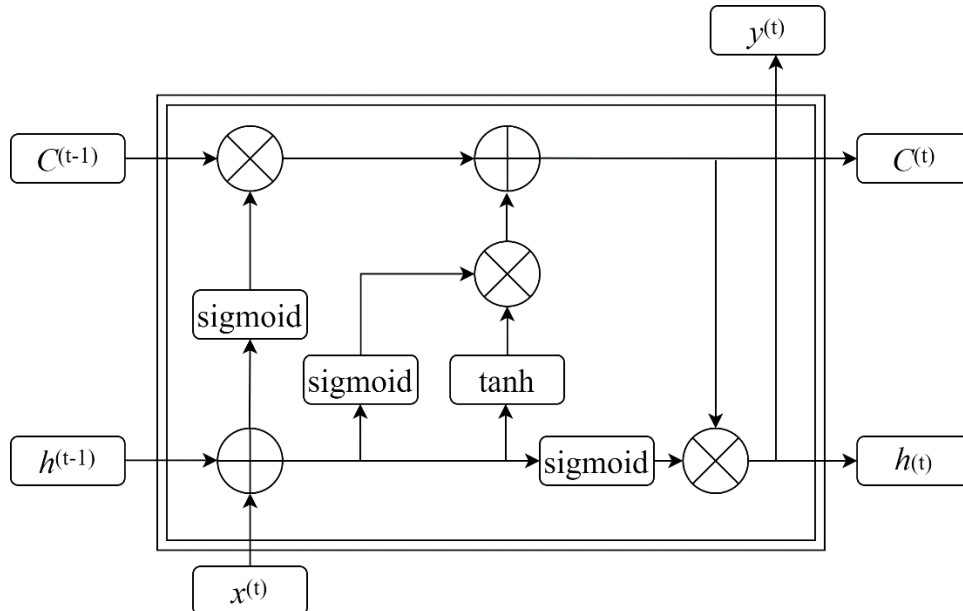 y(t)
C(t-1)
C(t)
sigmoid
sigmoid
tanh
h(t-1)
sigmoid
h(t)
x(t)